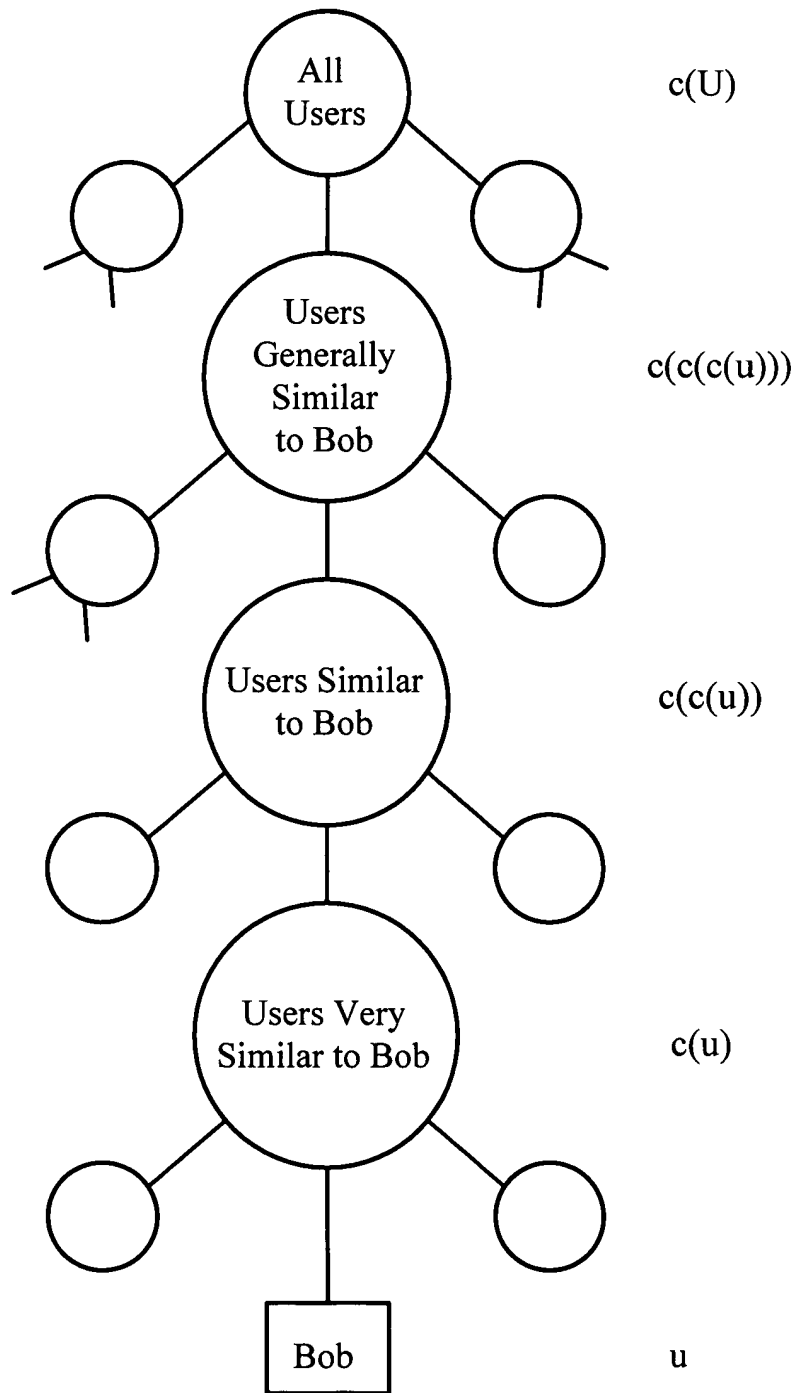 All
Users
c(U)
Users
Generally
Similar
to Bob
c(c(c(u)))
Users Similar
to Bob
c(c(u))
Users Very
Similar to Bob
c(u)
Bob
u